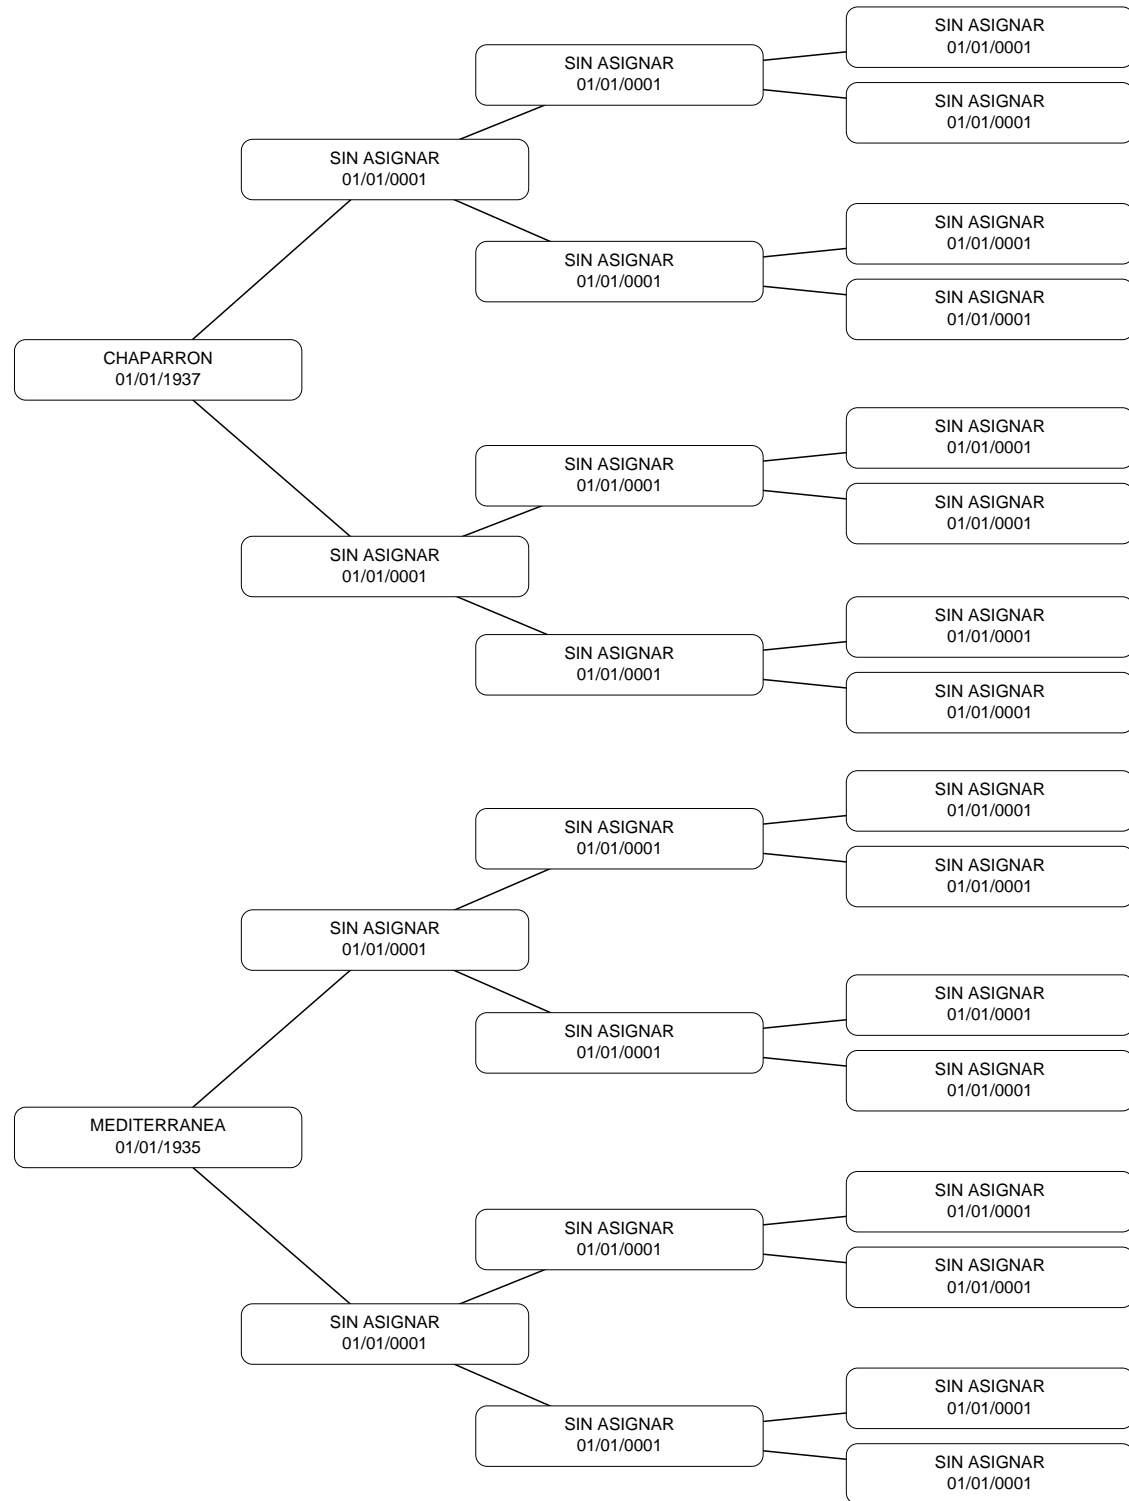 SIN ASIGNAR
01/01/0001
SIN ASIGNAR
01/01/0001
SIN ASIGNAR
01/01/0001
SIN ASIGNAR
01/01/0001
SIN ASIGNAR
01/01/0001
SIN ASIGNAR
01/01/0001
SIN ASIGNAR
01/01/0001
CHAPARRON
01/01/1937
SIN ASIGNAR
01/01/0001
SIN ASIGNAR
01/01/0001
SIN ASIGNAR
01/01/0001
SIN ASIGNAR
01/01/0001
SIN ASIGNAR
01/01/0001
SIN ASIGNAR
01/01/0001
SIN ASIGNAR
01/01/0001
SIN ASIGNAR
01/01/0001
SIN ASIGNAR
01/01/0001
SIN ASIGNAR
01/01/0001
SIN ASIGNAR
01/01/0001
SIN ASIGNAR
01/01/0001
SIN ASIGNAR
01/01/0001
SIN ASIGNAR
01/01/0001
MEDITERRANEA
01/01/1935
SIN ASIGNAR
01/01/0001
SIN ASIGNAR
01/01/0001
SIN ASIGNAR
01/01/0001
SIN ASIGNAR
01/01/0001
SIN ASIGNAR
01/01/0001
SIN ASIGNAR
01/01/0001
SIN ASIGNAR
01/01/0001